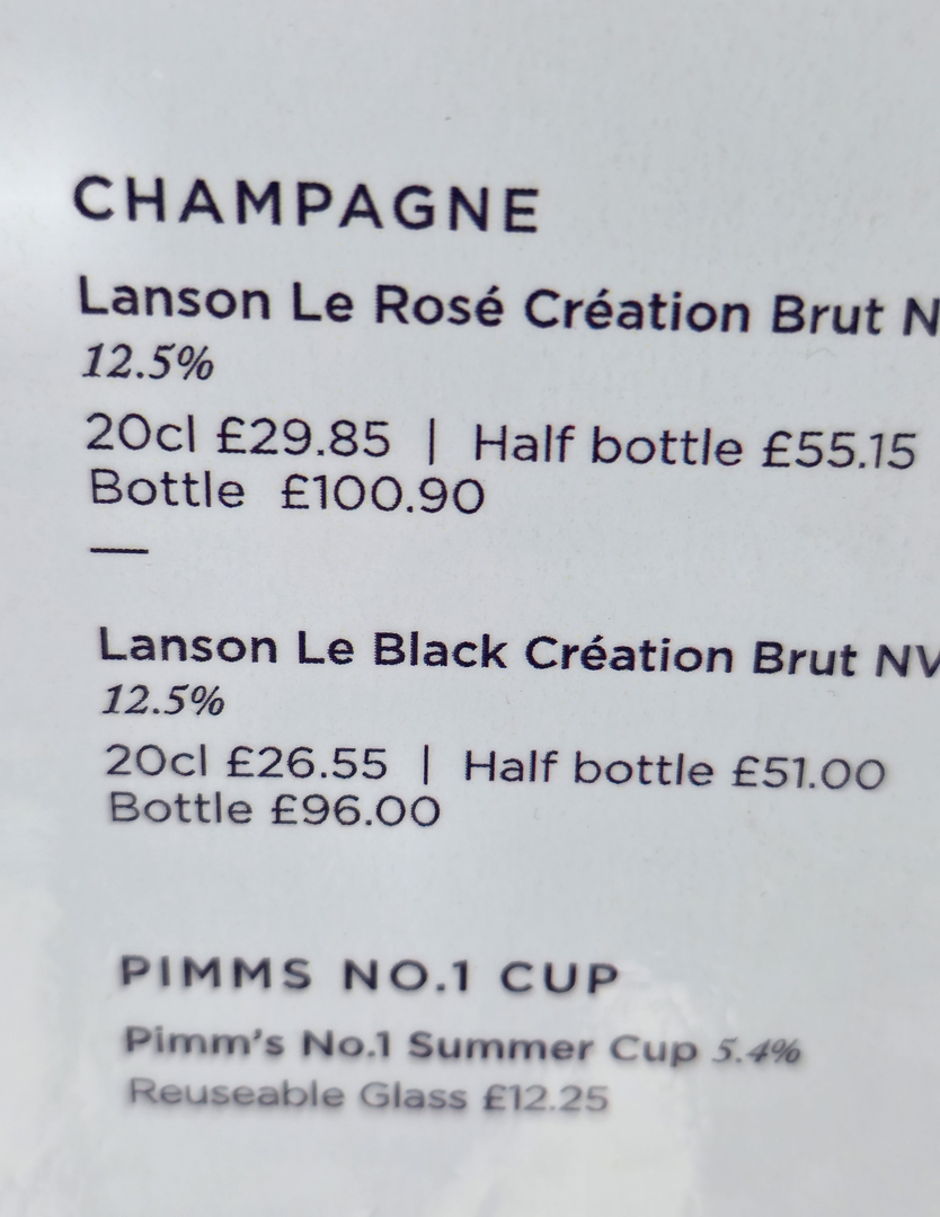 CHAMPAGNE
Lanson Le Rosé Création Brut N
12.5%
20cl £29.85 | Half bottle £55.15
Bottle £100.90
Lanson Le Black Création Brut NV
12.5%
20cl £26.55 | Half bottle £51.00
Bottle £96.00
PIMMS NO.1 CUP
Pimm's No.1 Summer Cup 5.4%
Reuseable Glass £12.25